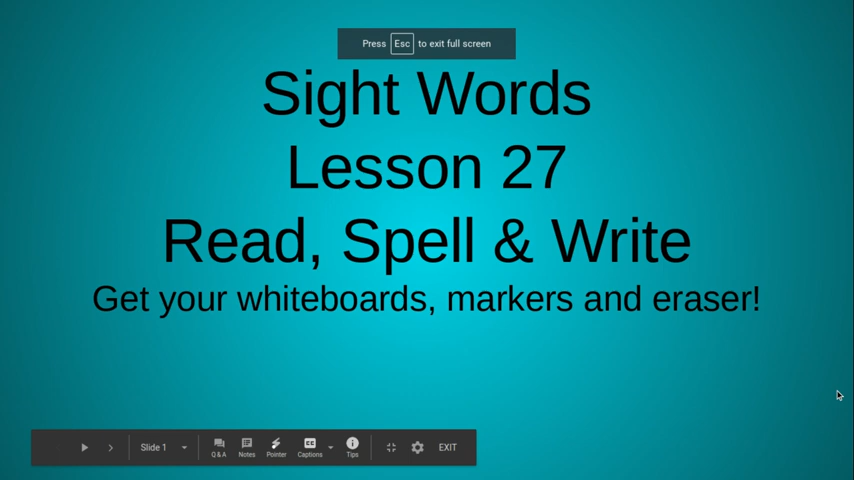 Press Esc to exit full screen
Sight Words
Lesson 27
Read, Spell & Write
Get your whiteboards, markers and eraser!
Slide 1
Q & A Notes Pointer Captions Tips EXIT